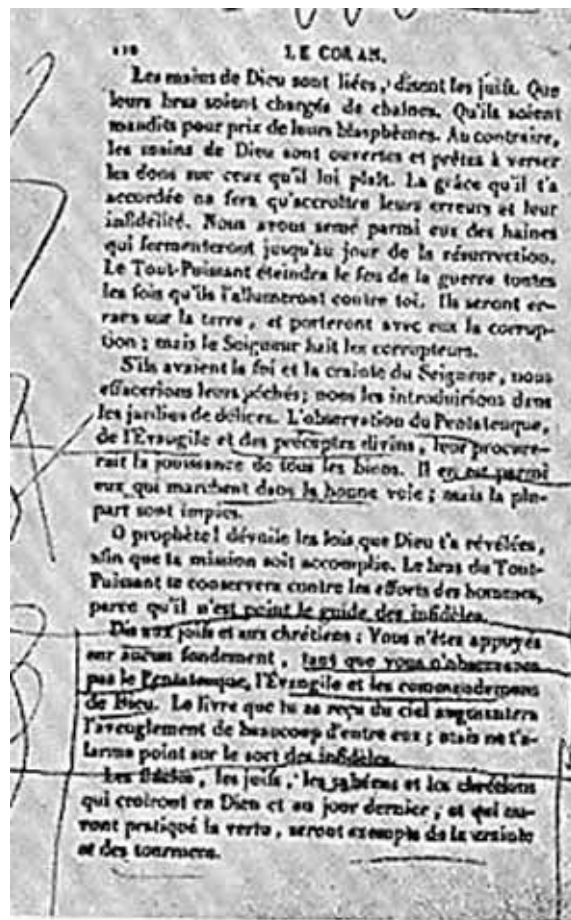 110 LE CORAN.
Les mains de Dieu sont liées, disent les juifs. Que
leurs bras soient chargés de chaînes. Qu'ils soient
maudits pour prix de leurs blasphèmes. Au contraire,
les mains de Dieu sont ouvertes et prêtes à verser
les dons sur ceux qu'il lui plaît. La grâce qu'il t'a
accordée ne fera qu'accroître leurs erreurs et leur
infidélité. Nous avons semé parmi eux des haines
qui fermenteront jusqu'au jour de la résurrection.
Le Tout-Puissant éteindra le feu de la guerre toutes
les fois qu'ils l'allumeront contre toi. Ils seront er-
rans sur la terre, et porteront avec eux la corrup-
tion ; mais le Seigneur hait les corrupteurs.
S'ils avaient la foi et la crainte du Seigneur, nous
effacerions leurs péchés; nous les introduirions dans
les jardins de délices. L'observation du Pentateuque,
de l'Évangile et des préceptes divins, leur procure-
rait la jouissance de tous les biens. Il en est parmi
eux qui marchent dans la bonne voie ; mais la plu-
part sont impies.
O prophète! dévoile les lois que Dieu t'a révélées,
afin que ta mission soit accomplie. Le bras du Tout-
Puissant te conservera contre les efforts des hommes,
parce qu'il n'est point le guide des infidèles.
Dis aux juifs et aux chrétiens : Vous n'êtes appuyés
sur aucun fondement, tant que vous n'observerez
pas le Pentateuque, l'Évangile et les commandemens
de Dieu. Le livre que tu as reçu du ciel augmentera
l'aveuglement de beaucoup d'entre eux ; mais ne t'a-
larme point sur le sort des infidèles.
Les fidèles, les juifs, les sabéens et les chrétiens
qui croiront en Dieu et au jour dernier, et qui au-
ront pratiqué la vertu, seront exempts de la crainte
et des tourmens.